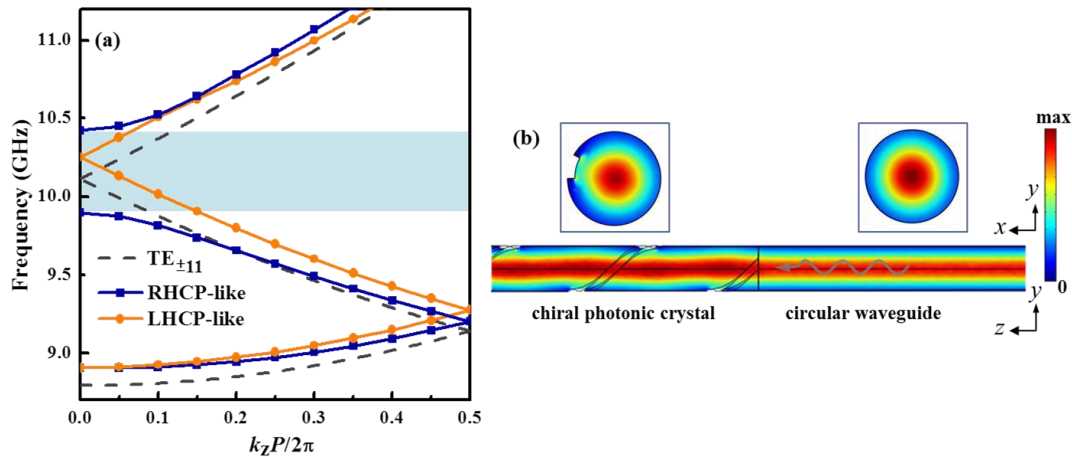 (a)
Frequency (GHz)
11.0
10.5
10.0
9.5
9.0
TE±11
RHCP-like
LHCP-like
0.0 0.1 0.2 0.3 0.4 0.5
kzP/2π
(b)
max
0
y
x
y
z
chiral photonic crystal
circular waveguide